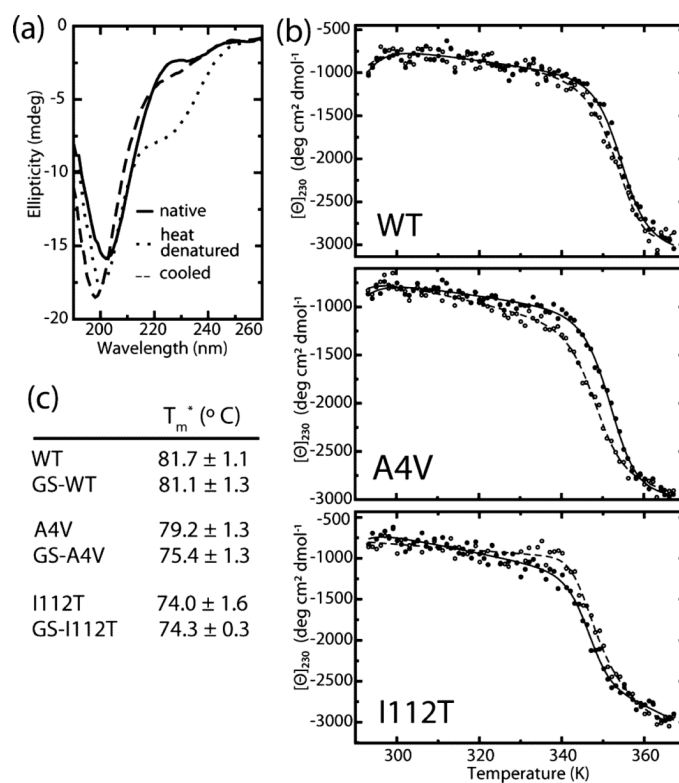 (a)
0
-5
-10
-15
-20
Ellipticity (mdeg)
native
heat
denatured
cooled
200 220 240 260
Wavelength (nm)
(b)
-500
-1000
-1500
-2000
-2500
-3000
[Θ]230 (deg cm² dmol-1)
WT
-1000
-1500
-2000
-2500
-3000
[Θ]230 (deg cm² dmol-1)
A4V
-500
-1000
-1500
-2000
-2500
-3000
[Θ]230 (deg cm² dmol-1)
I112T
300 320 340 360
Temperature (K)
(c)
Tm* (º C)
WT 81.7 ± 1.1
GS-WT 81.1 ± 1.3
A4V 79.2 ± 1.3
GS-A4V 75.4 ± 1.3
I112T 74.0 ± 1.6
GS-I112T 74.3 ± 0.3